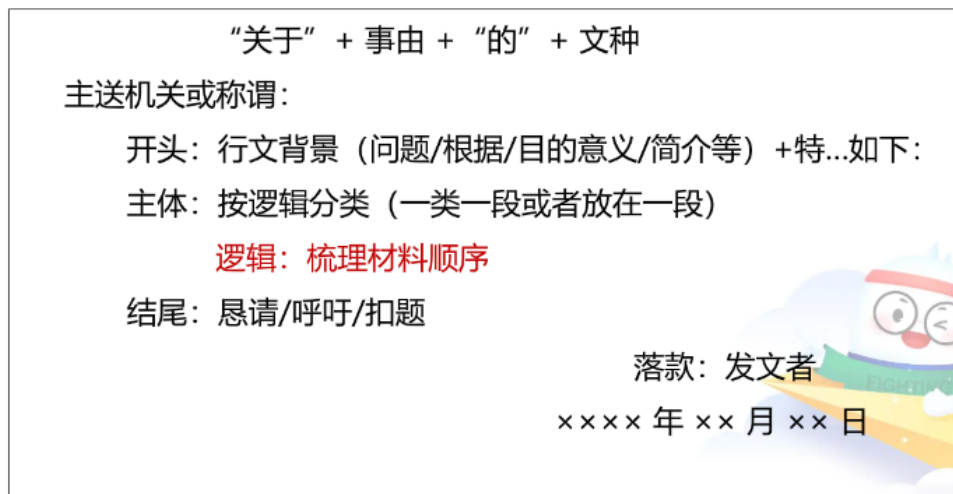 “关于” + 事由 + “的” + 文种
主送机关或称谓：
开头：行文背景（问题/根据/目的意义/简介等）+特...如下：
主体：按逻辑分类（一类一段或者放在一段）
逻辑：梳理材料顺序
结尾：恳请/呼吁/扣题
落款：发文者
FIGHTING
×××× 年 ×× 月 ×× 日